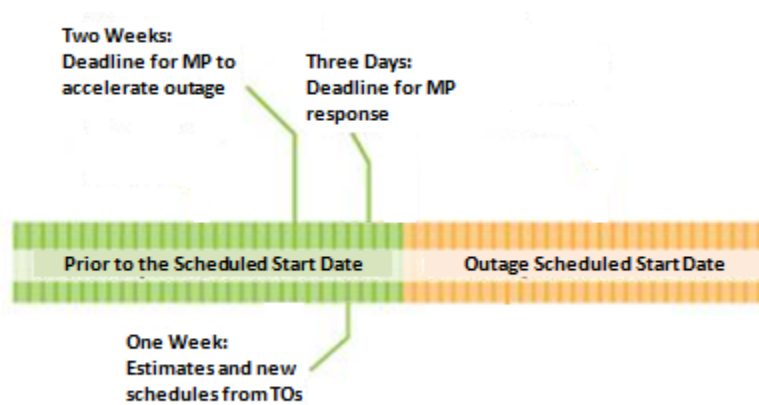 Two Weeks:
Deadline for MP to
accelerate outage
Three Days:
Deadline for MP
response
Prior to the Scheduled Start Date
Outage Scheduled Start Date
One Week:
Estimates and new
schedules from TOs